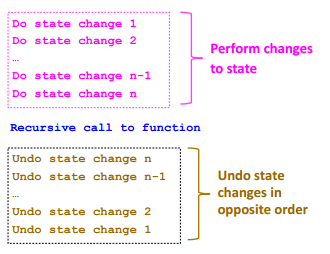 Do state change 1
Do state change 2
…
Do state change n-1
Do state change n
Perform changes
to state
Recursive call to function
Undo state change n
Undo state change n-1
…
Undo state change 2
Undo state change 1
Undo state
changes in
opposite order